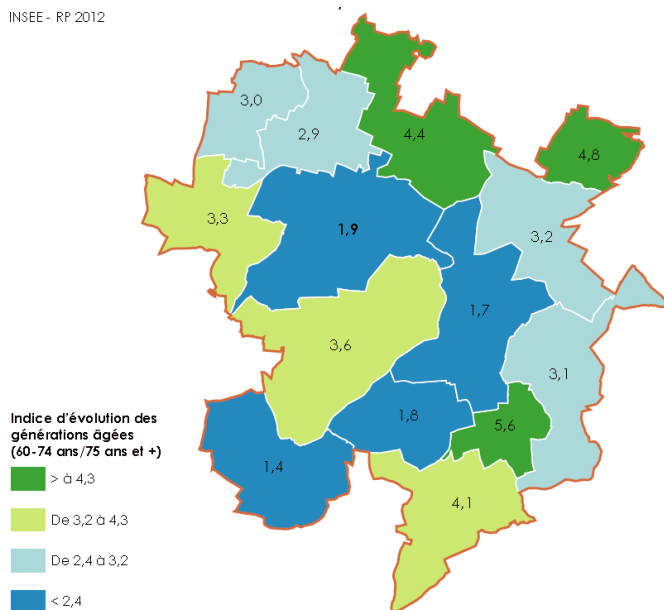 INSEE - RP 2012
3,0
2,9
4,4
4,8
3,3
1,9
3,2
1,7
3,6
3,1
1,8
5,6
1,4
4,1
Indice d'évolution des
générations âgées
(60-74 ans/75 ans et +)
> à 4,3
De 3,2 à 4,3
De 2,4 à 3,2
< 2,4